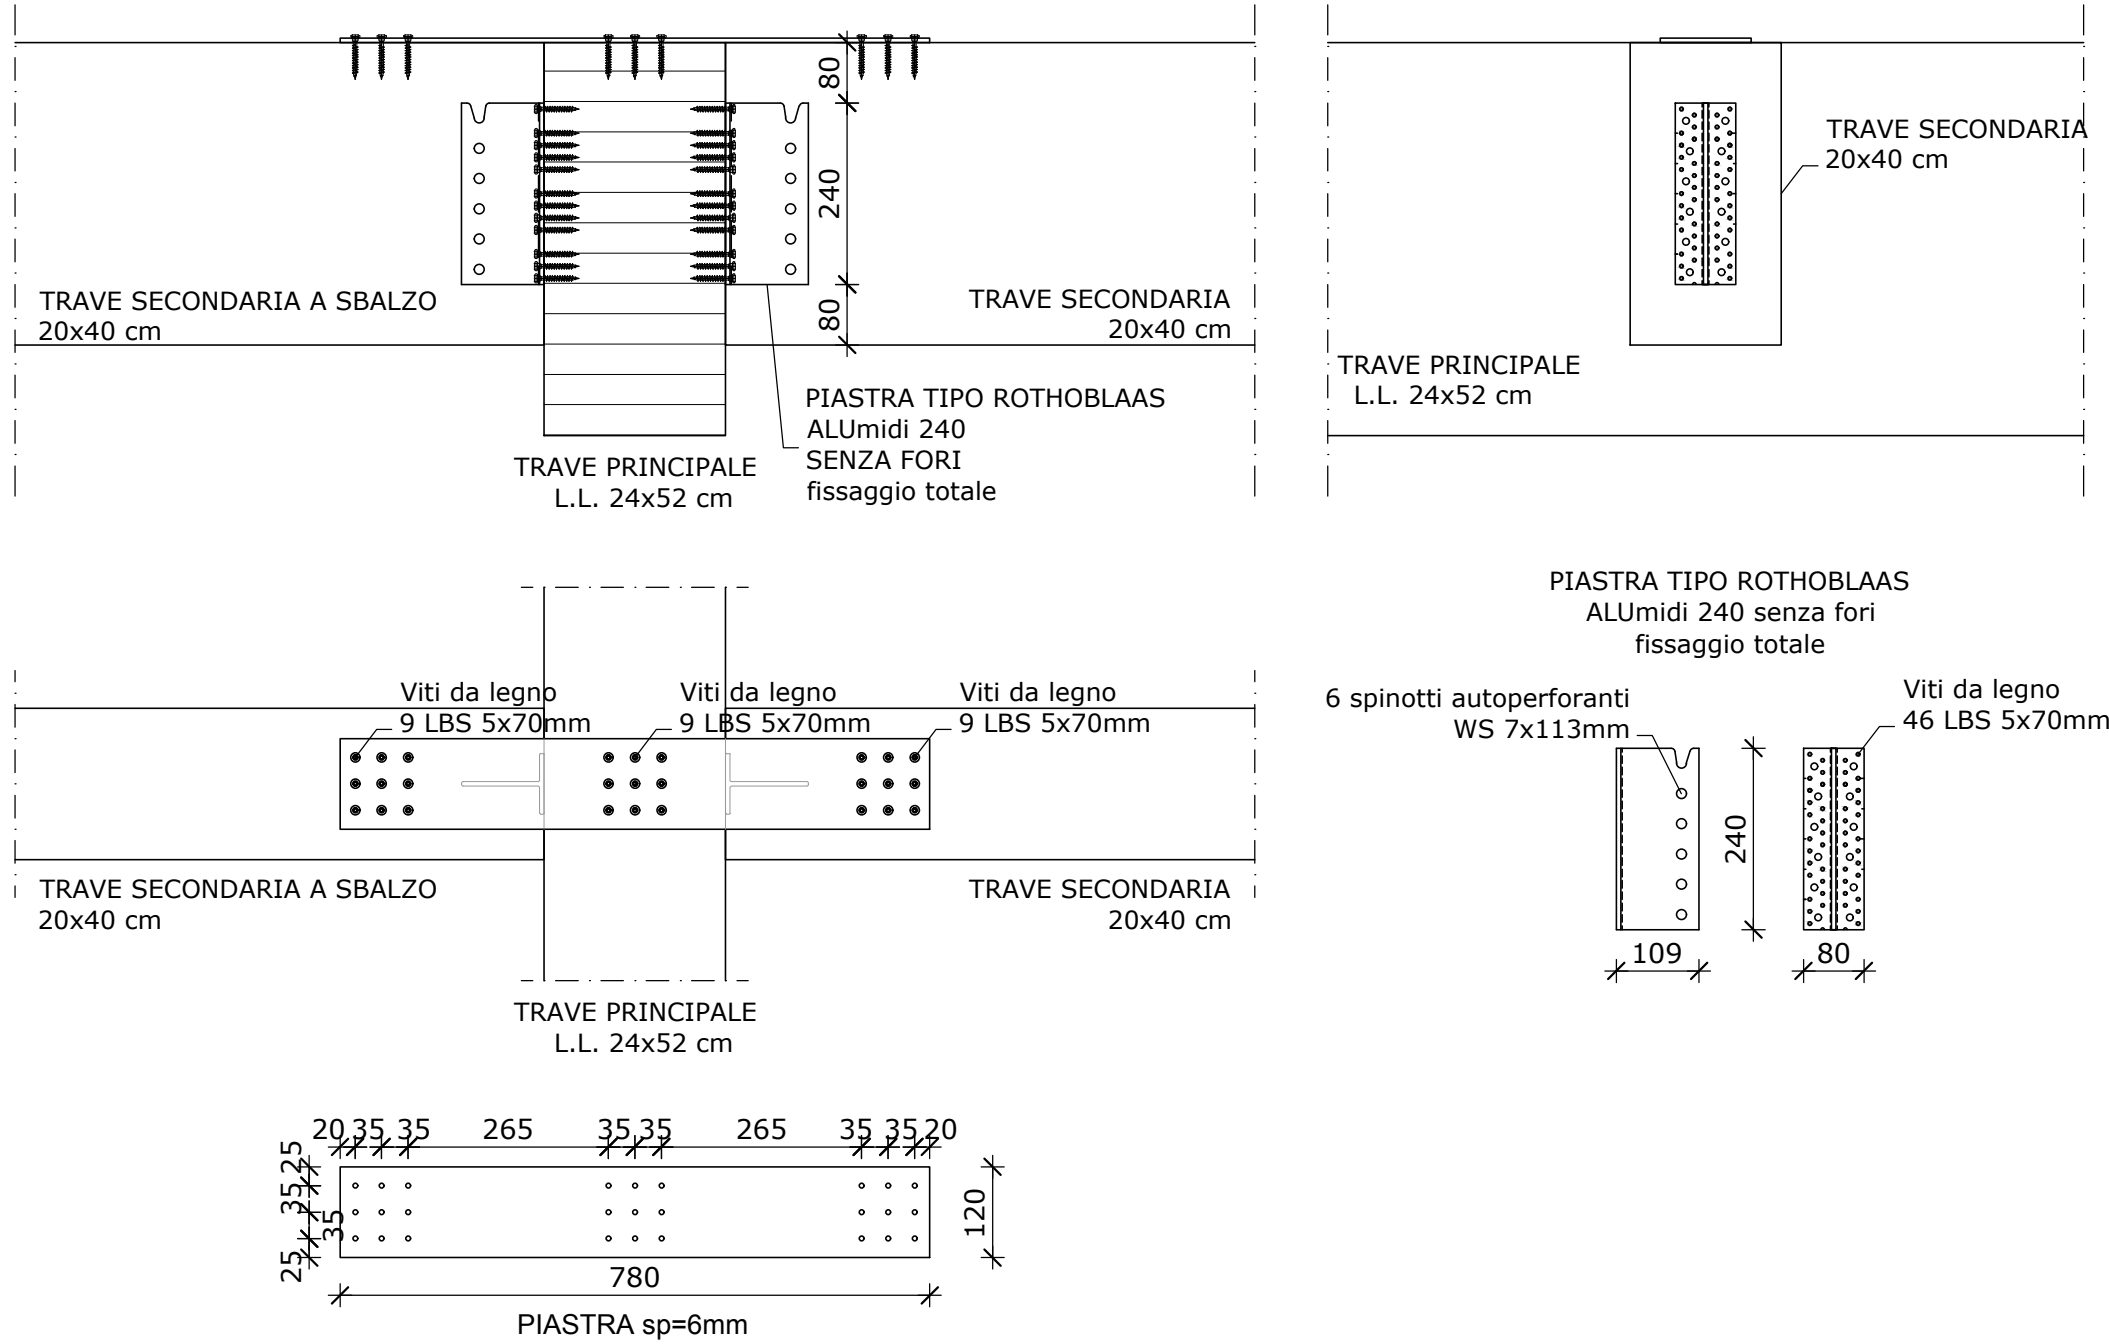 80
240
80
TRAVE SECONDARIA A SBALZO
20x40 cm
TRAVE SECONDARIA
20x40 cm
PIASTRA TIPO ROTHOBLAAS
ALUmidi 240
SENZA FORI
fissaggio totale
TRAVE PRINCIPALE
L.L. 24x52 cm
TRAVE SECONDARIA
20x40 cm
TRAVE PRINCIPALE
L.L. 24x52 cm
Viti da legno
9 LBS 5x70mm
Viti da legno
9 LBS 5x70mm
Viti da legno
9 LBS 5x70mm
TRAVE SECONDARIA A SBALZO
20x40 cm
TRAVE SECONDARIA
20x40 cm
TRAVE PRINCIPALE
L.L. 24x52 cm
PIASTRA TIPO ROTHOBLAAS
ALUmidi 240 senza fori
fissaggio totale
6 spinotti autoperforanti
WS 7x113mm
Viti da legno
46 LBS 5x70mm
240
109
80
20 35 35 265 35 35 265 35 35 20
25
35
35
25
120
780
PIASTRA sp=6mm